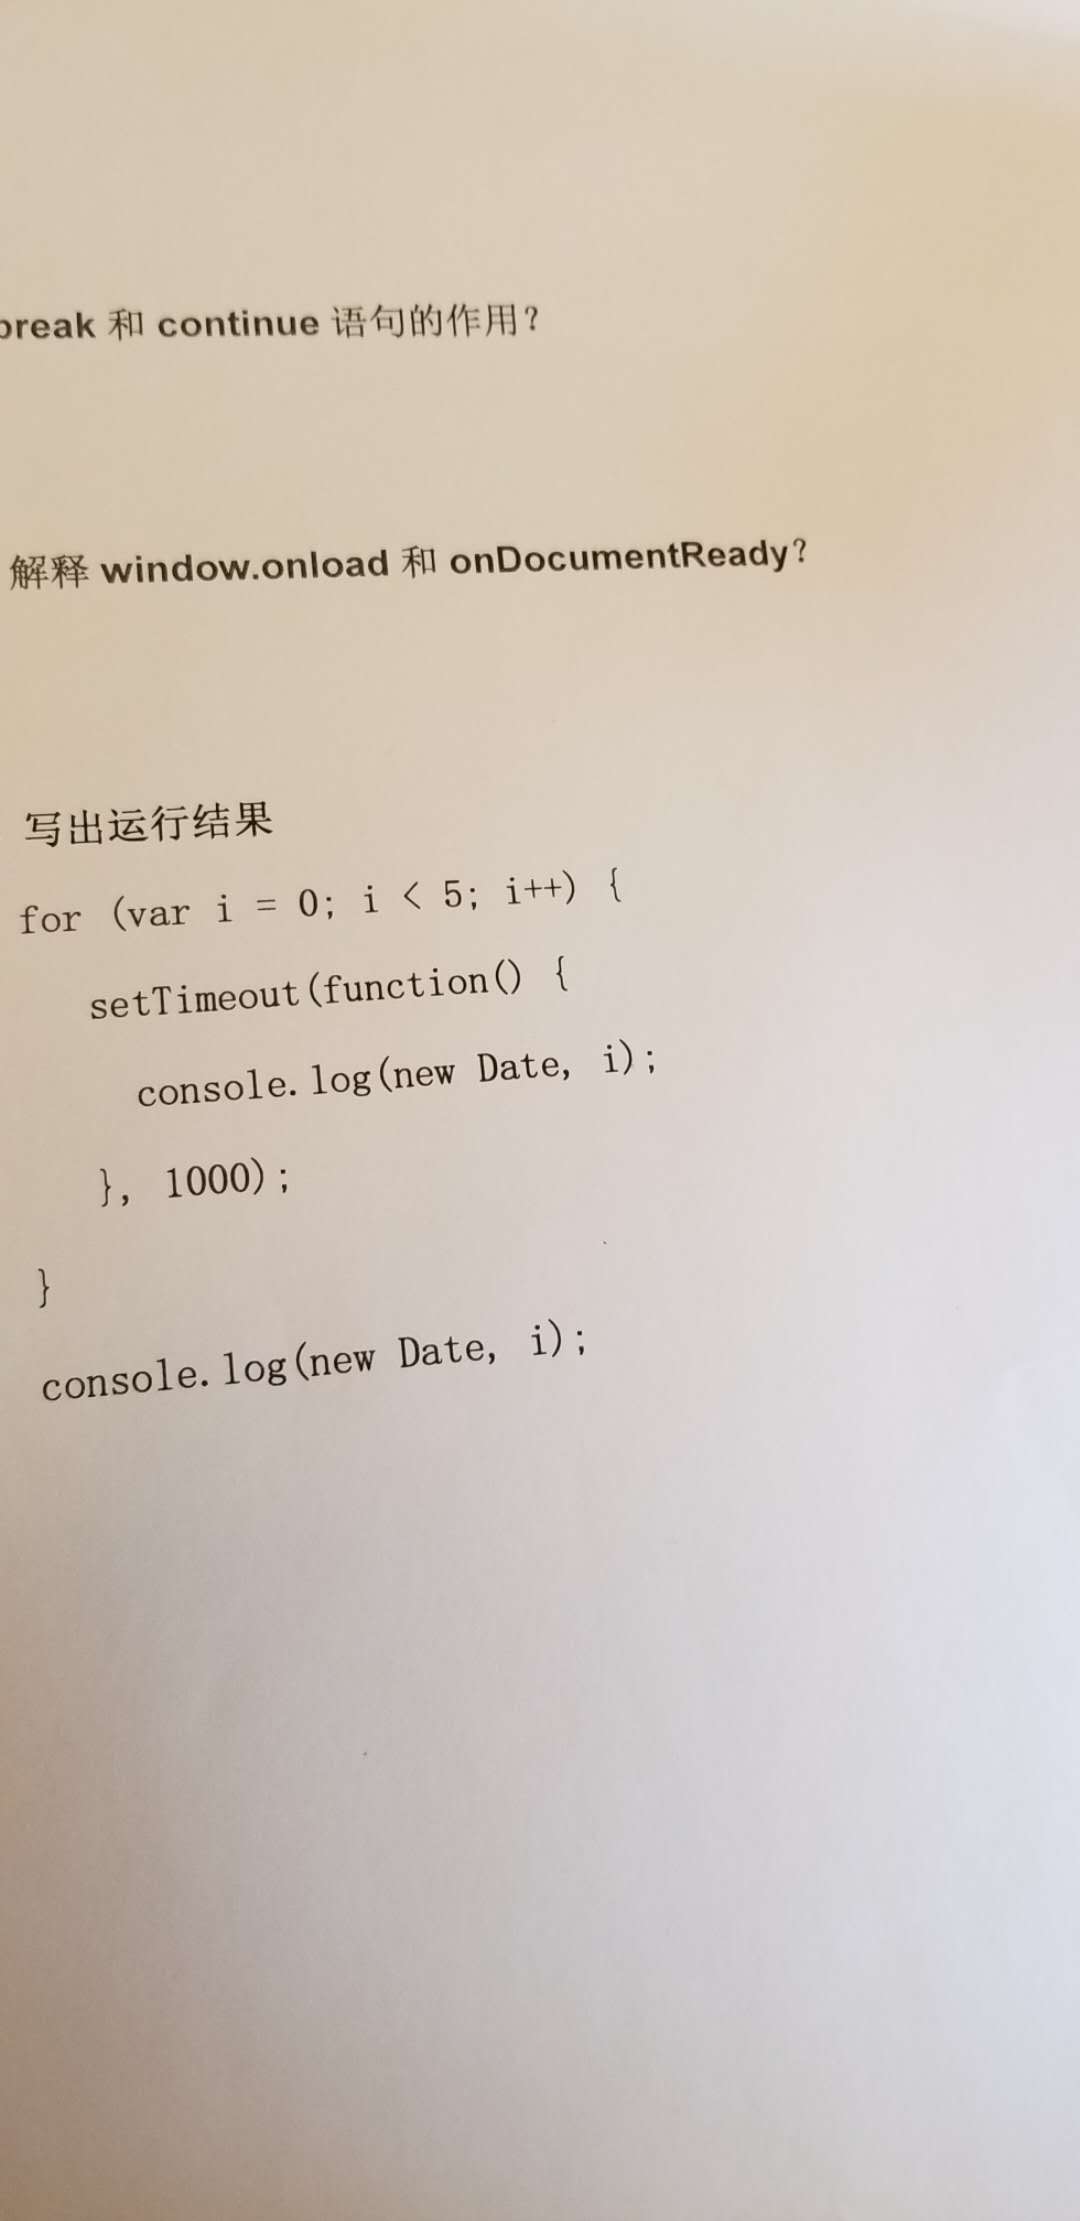 break 和 continue 语句的作用？
解释 window.onload 和 onDocumentReady？
写出运行结果
for (var i = 0; i < 5; i++) {
setTimeout(function() {
console.log(new Date, i);
}, 1000);
}
console.log(new Date, i);